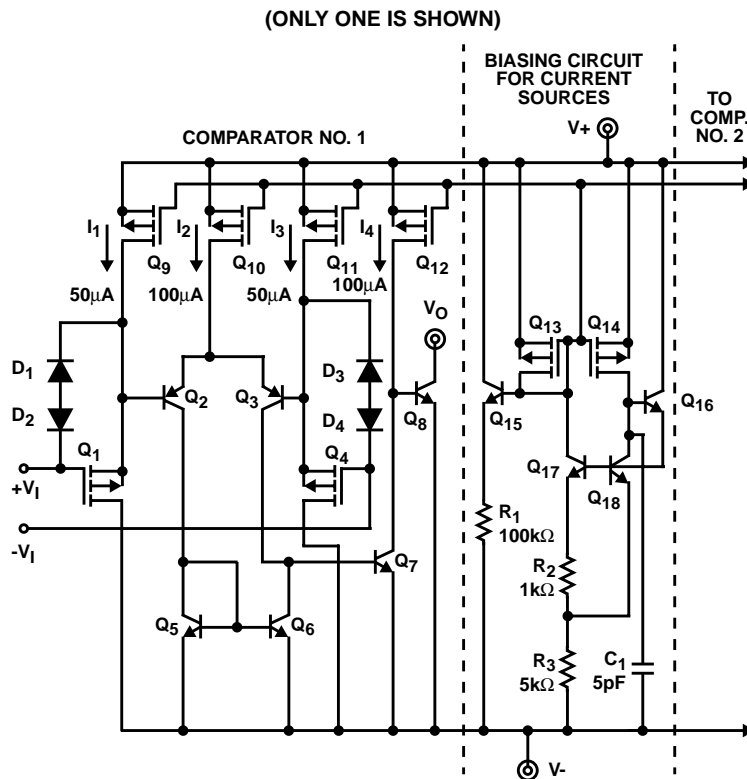 (ONLY ONE IS SHOWN)
BIASING CIRCUIT
FOR CURRENT
SOURCES
TO
COMP.
NO. 2
V+
COMPARATOR NO. 1
I1
I2
I3
I4
Q9
Q10
Q11
Q12
50μA
100μA
50μA
100μA
VO
Q13
Q14
D1
D2
D3
D4
Q2
Q3
Q8
Q15
Q16
Q1
Q4
+VI
-VI
Q17
Q18
R1
100kΩ
Q7
R2
1kΩ
Q5
Q6
R3
5kΩ
C1
5pF
V-